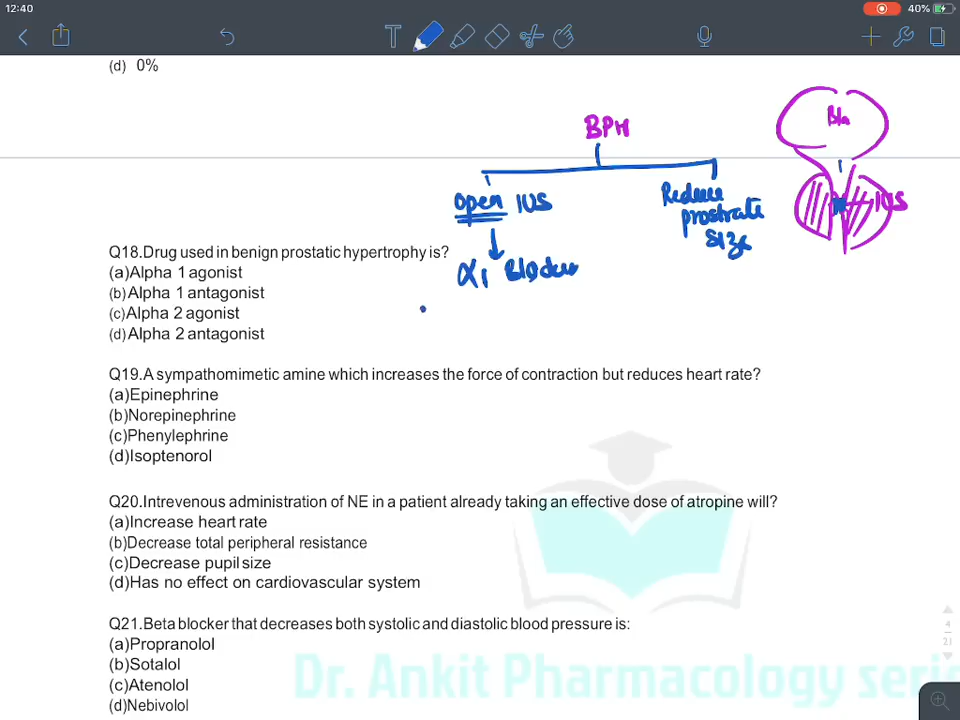 12:40
40%
T
(d) 0%
BPH
Bla
Open IUS
Reduce
prostrate
size
IUS
Q18.Drug used in benign prostatic hypertrophy is?
(a)Alpha 1 agonist
α1 Blocker
(b)Alpha 1 antagonist
(c)Alpha 2 agonist
(d)Alpha 2 antagonist
Q19.A sympathomimetic amine which increases the force of contraction but reduces heart rate?
(a)Epinephrine
(b)Norepinephrine
(c)Phenylephrine
(d)Isoptenorol
Q20.Intrevenous administration of NE in a patient already taking an effective dose of atropine will?
(a)Increase heart rate
(b)Decrease total peripheral resistance
(c)Decrease pupil size
(d)Has no effect on cardiovascular system
4
21
Q21.Beta blocker that decreases both systolic and diastolic blood pressure is:
(a)Propranolol
(b)Sotalol
(c)Atenolol
(d)Nebivolol
Dr. Ankit Pharmacology serie